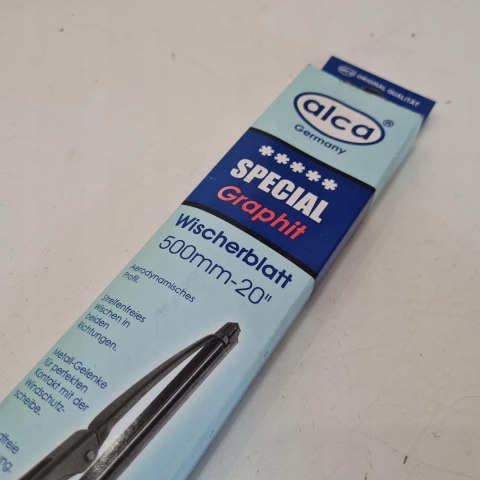 alca ORIGINAL QUALITÄT
alca®
Germany
*****
SPECIAL
Graphit
Wischerblatt
500mm-20"
Aerodynamisches
Profil.
Streifenfreies
Wischen in
beiden
Richtungen.
Metall-Gelenke
für perfekten
Kontakt mit der
Windschutz-
scheibe.